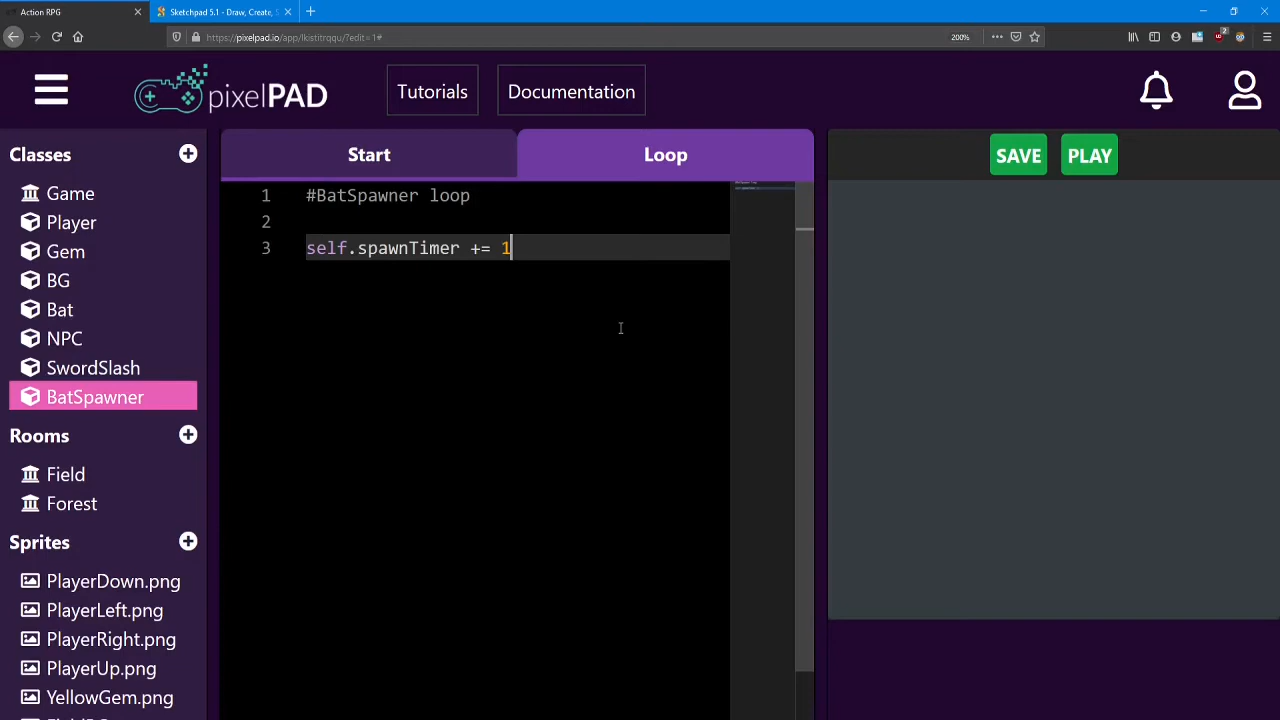 Action RPG
Sketchpad 5.1 - Draw, Create, S
https://pixelpad.io/app/lkistitrqqu/?edit=1#
200%
2
pixelPAD
Tutorials
Documentation
Classes
Game
Player
Gem
BG
Bat
NPC
SwordSlash
BatSpawner
Rooms
Field
Forest
Sprites
PlayerDown.png
PlayerLeft.png
PlayerRight.png
PlayerUp.png
YellowGem.png
Start
Loop
1 #BatSpawner loop
2
3 self.spawnTimer += 1
SAVE
PLAY